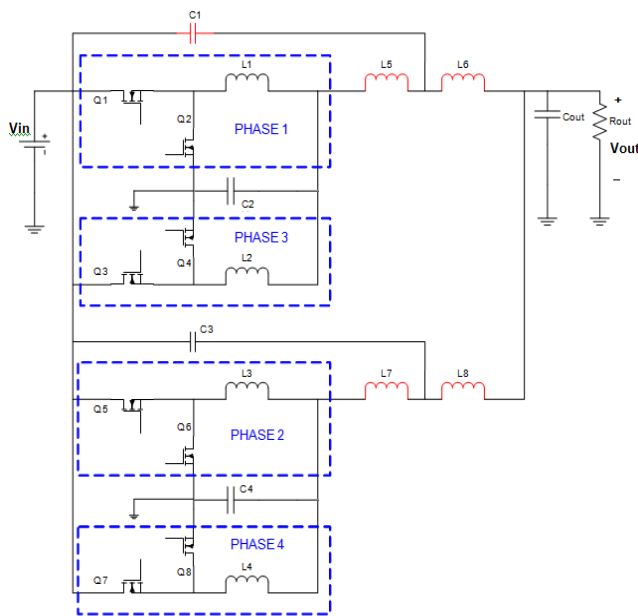 C1
L1
L5
L6
Q1
Q2
PHASE 1
Vin
+
-
Cout
+
Rout
Vout
–
C2
PHASE 3
Q3
Q4
L2
C3
L3
L7
L8
Q5
Q6
PHASE 2
C4
PHASE 4
Q7
Q8
L4